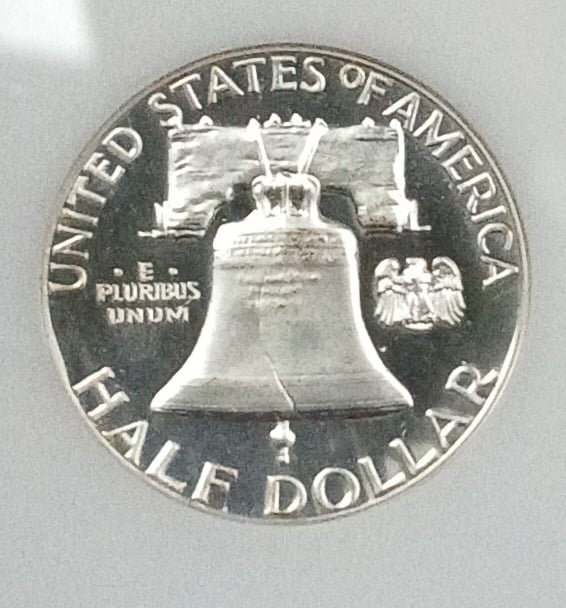 UNITED STATES OF AMERICA
· E ·
PLURIBUS
UNUM
HALF DOLLAR